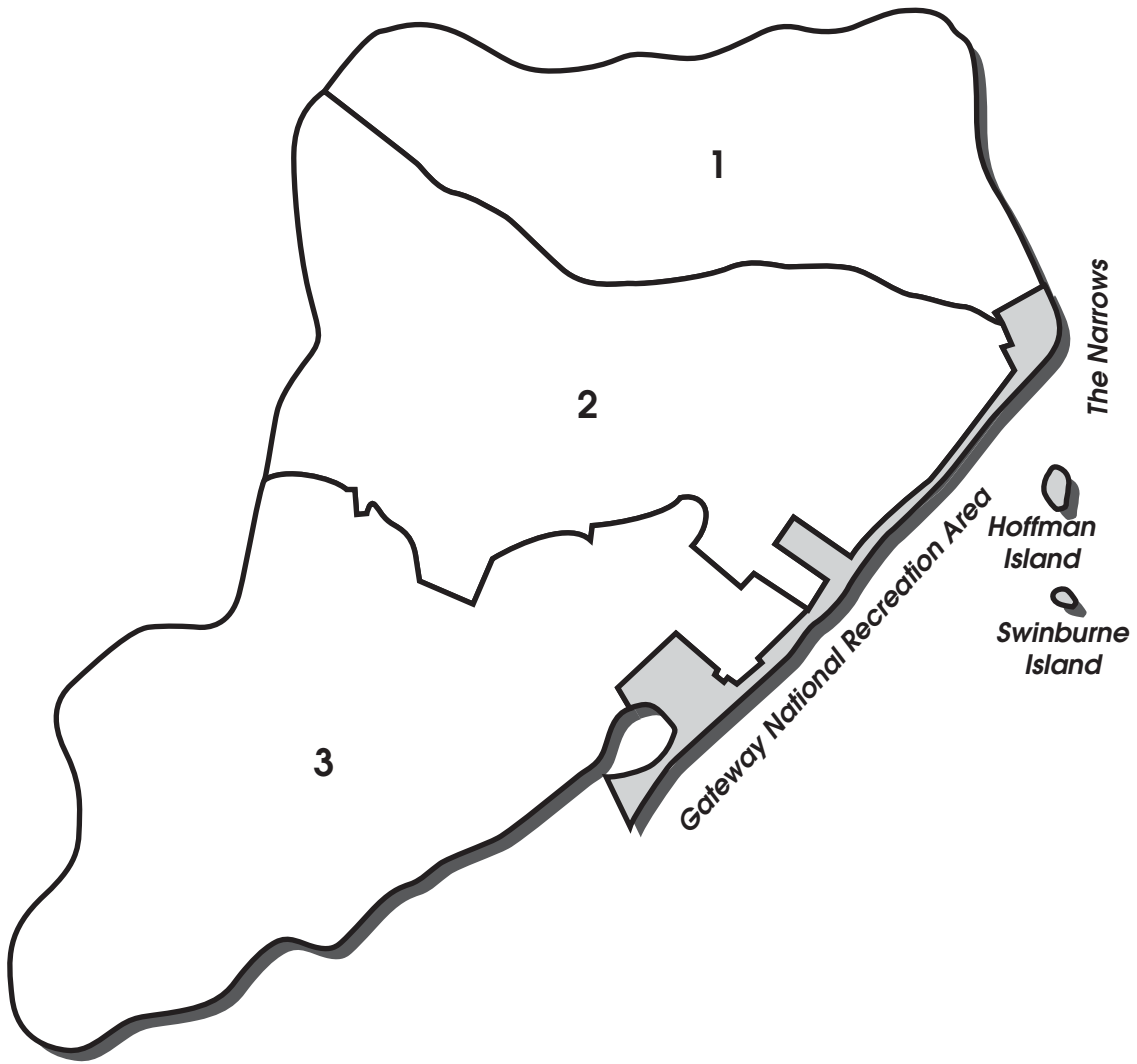 1
The Narrows
2
Hoffman
Island
Swinburne
Island
Gateway National Recreation Area
3